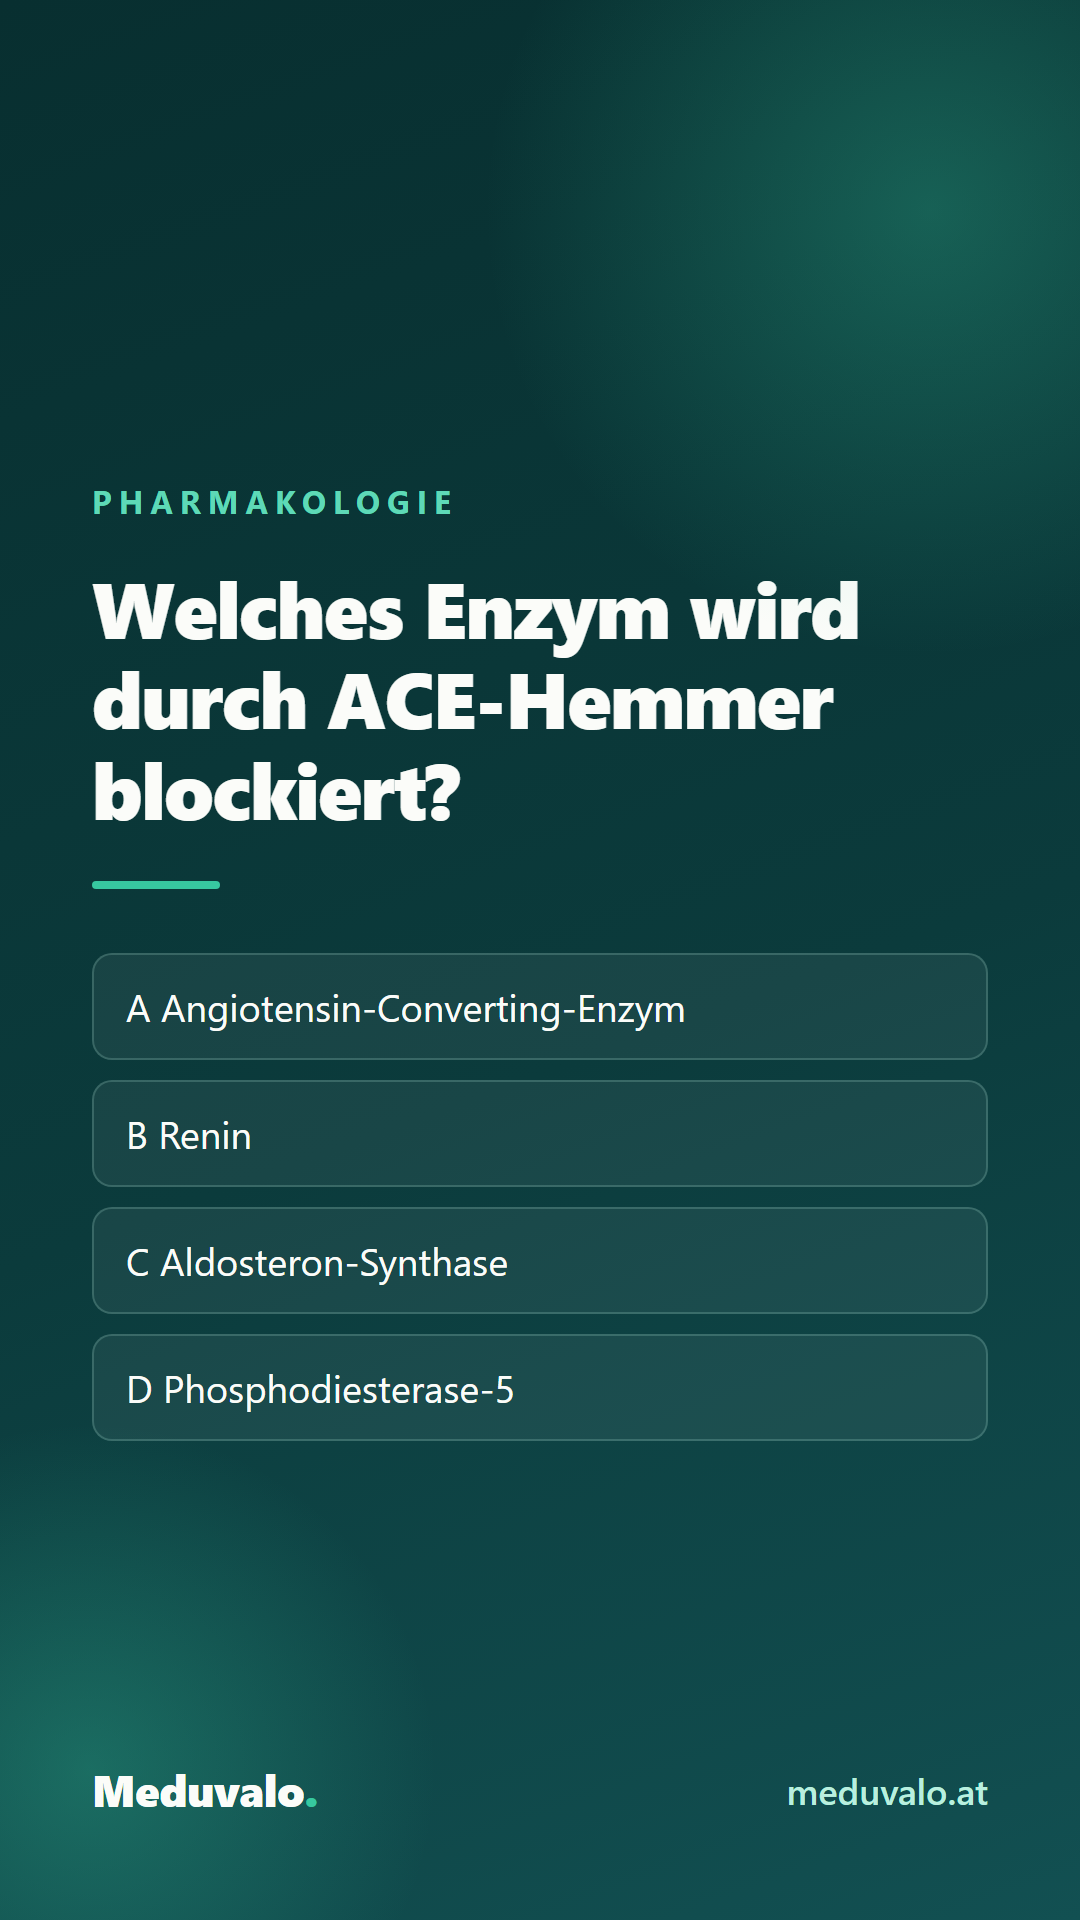 PHARMAKOLOGIE
Welches Enzym wird
durch ACE-Hemmer
blockiert?
A Angiotensin-Converting-Enzym
B Renin
C Aldosteron-Synthase
D Phosphodiesterase-5
Meduvalo.
meduvalo.at